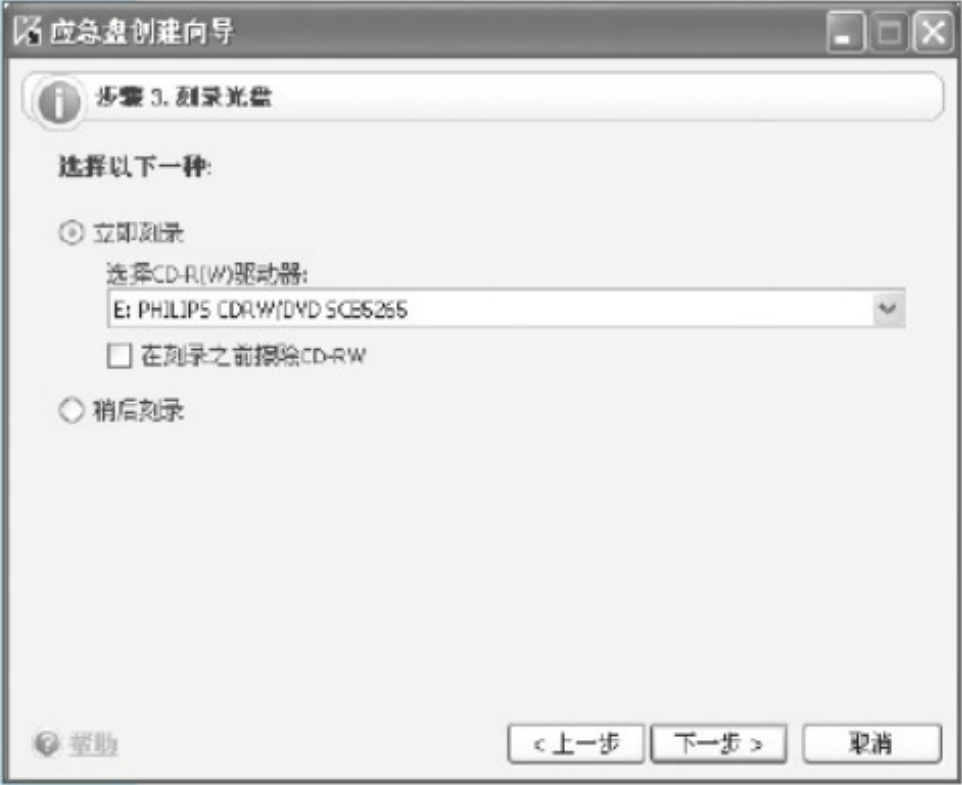 应急盘创建向导
步骤 3. 刻录光盘
选择以下一种:
立即刻录
选择CD-R(W)驱动器:
E: PHILIPS CDRW/DVD SCB5265
在刻录之前擦除CD-RW
稍后刻录
帮助
< 上一步
下一步 >
取消